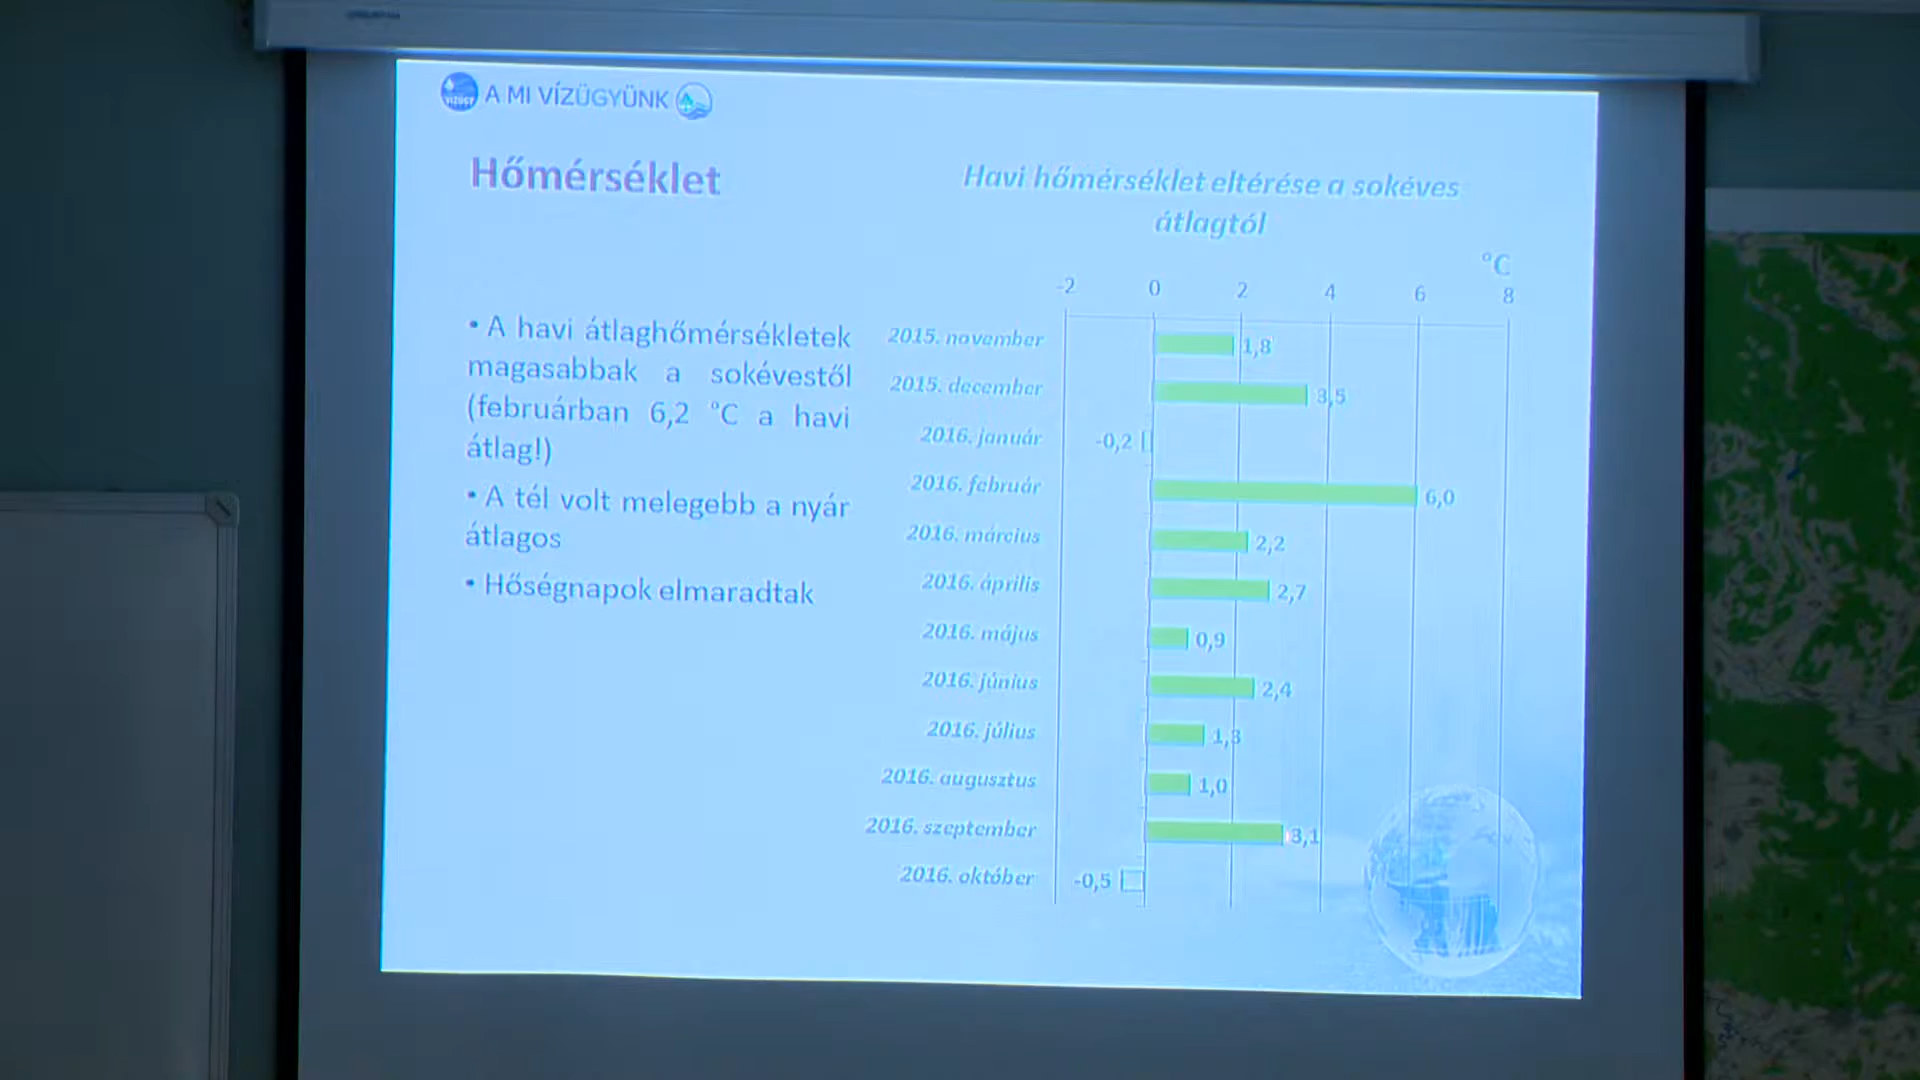 A MI VÍZÜGYÜNK
Hőmérséklet
• A havi átlaghőmérsékletek
magasabbak a sokévestől
(februárban 6,2 °C a havi
átlag!)
• A tél volt melegebb a nyár
átlagos
• Hőségnapok elmaradtak
Havi hőmérséklet eltérése a sokéves
átlagtól
°C
-2 0 2 4 6 8
2015. november 1,8
2015. december 3,5
2016. január -0,2
2016. február 6,0
2016. március 2,2
2016. április 2,7
2016. május 0,9
2016. június 2,4
2016. július 1,3
2016. augusztus 1,0
2016. szeptember 3,1
2016. október -0,5